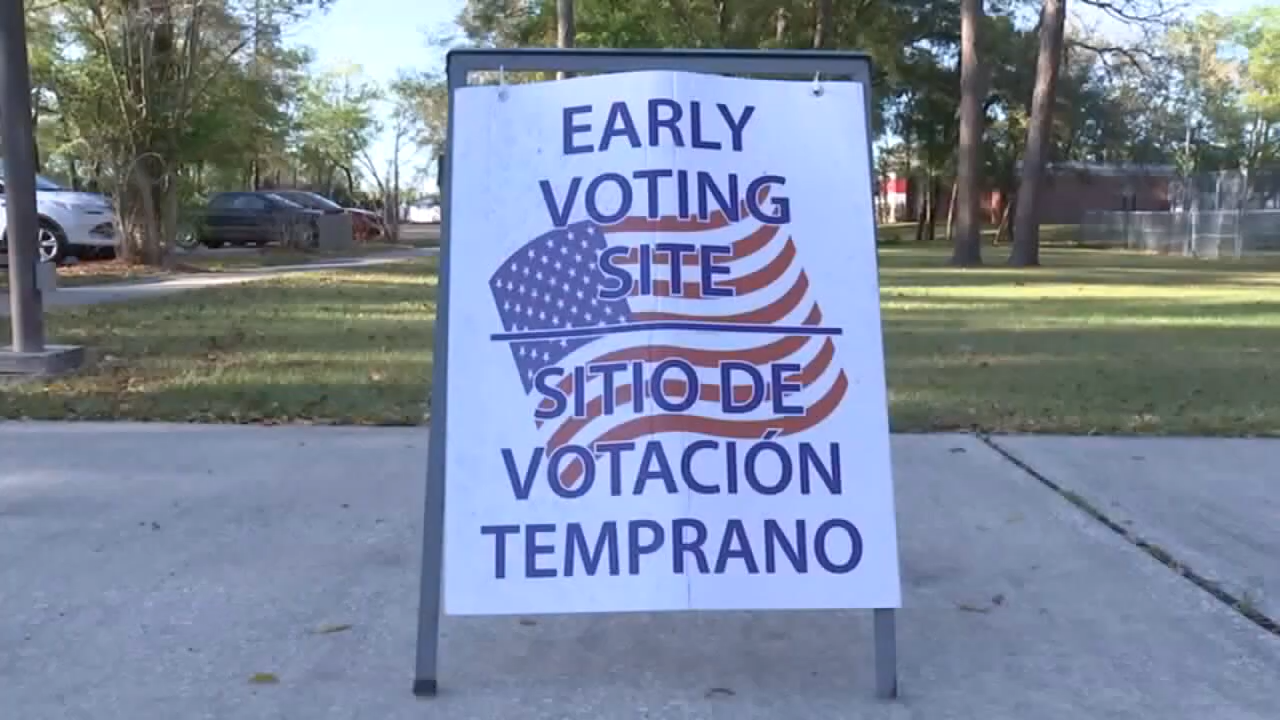 EARLY
VOTING
SITE
SITIO DE
VOTACIÓN
TEMPRANO